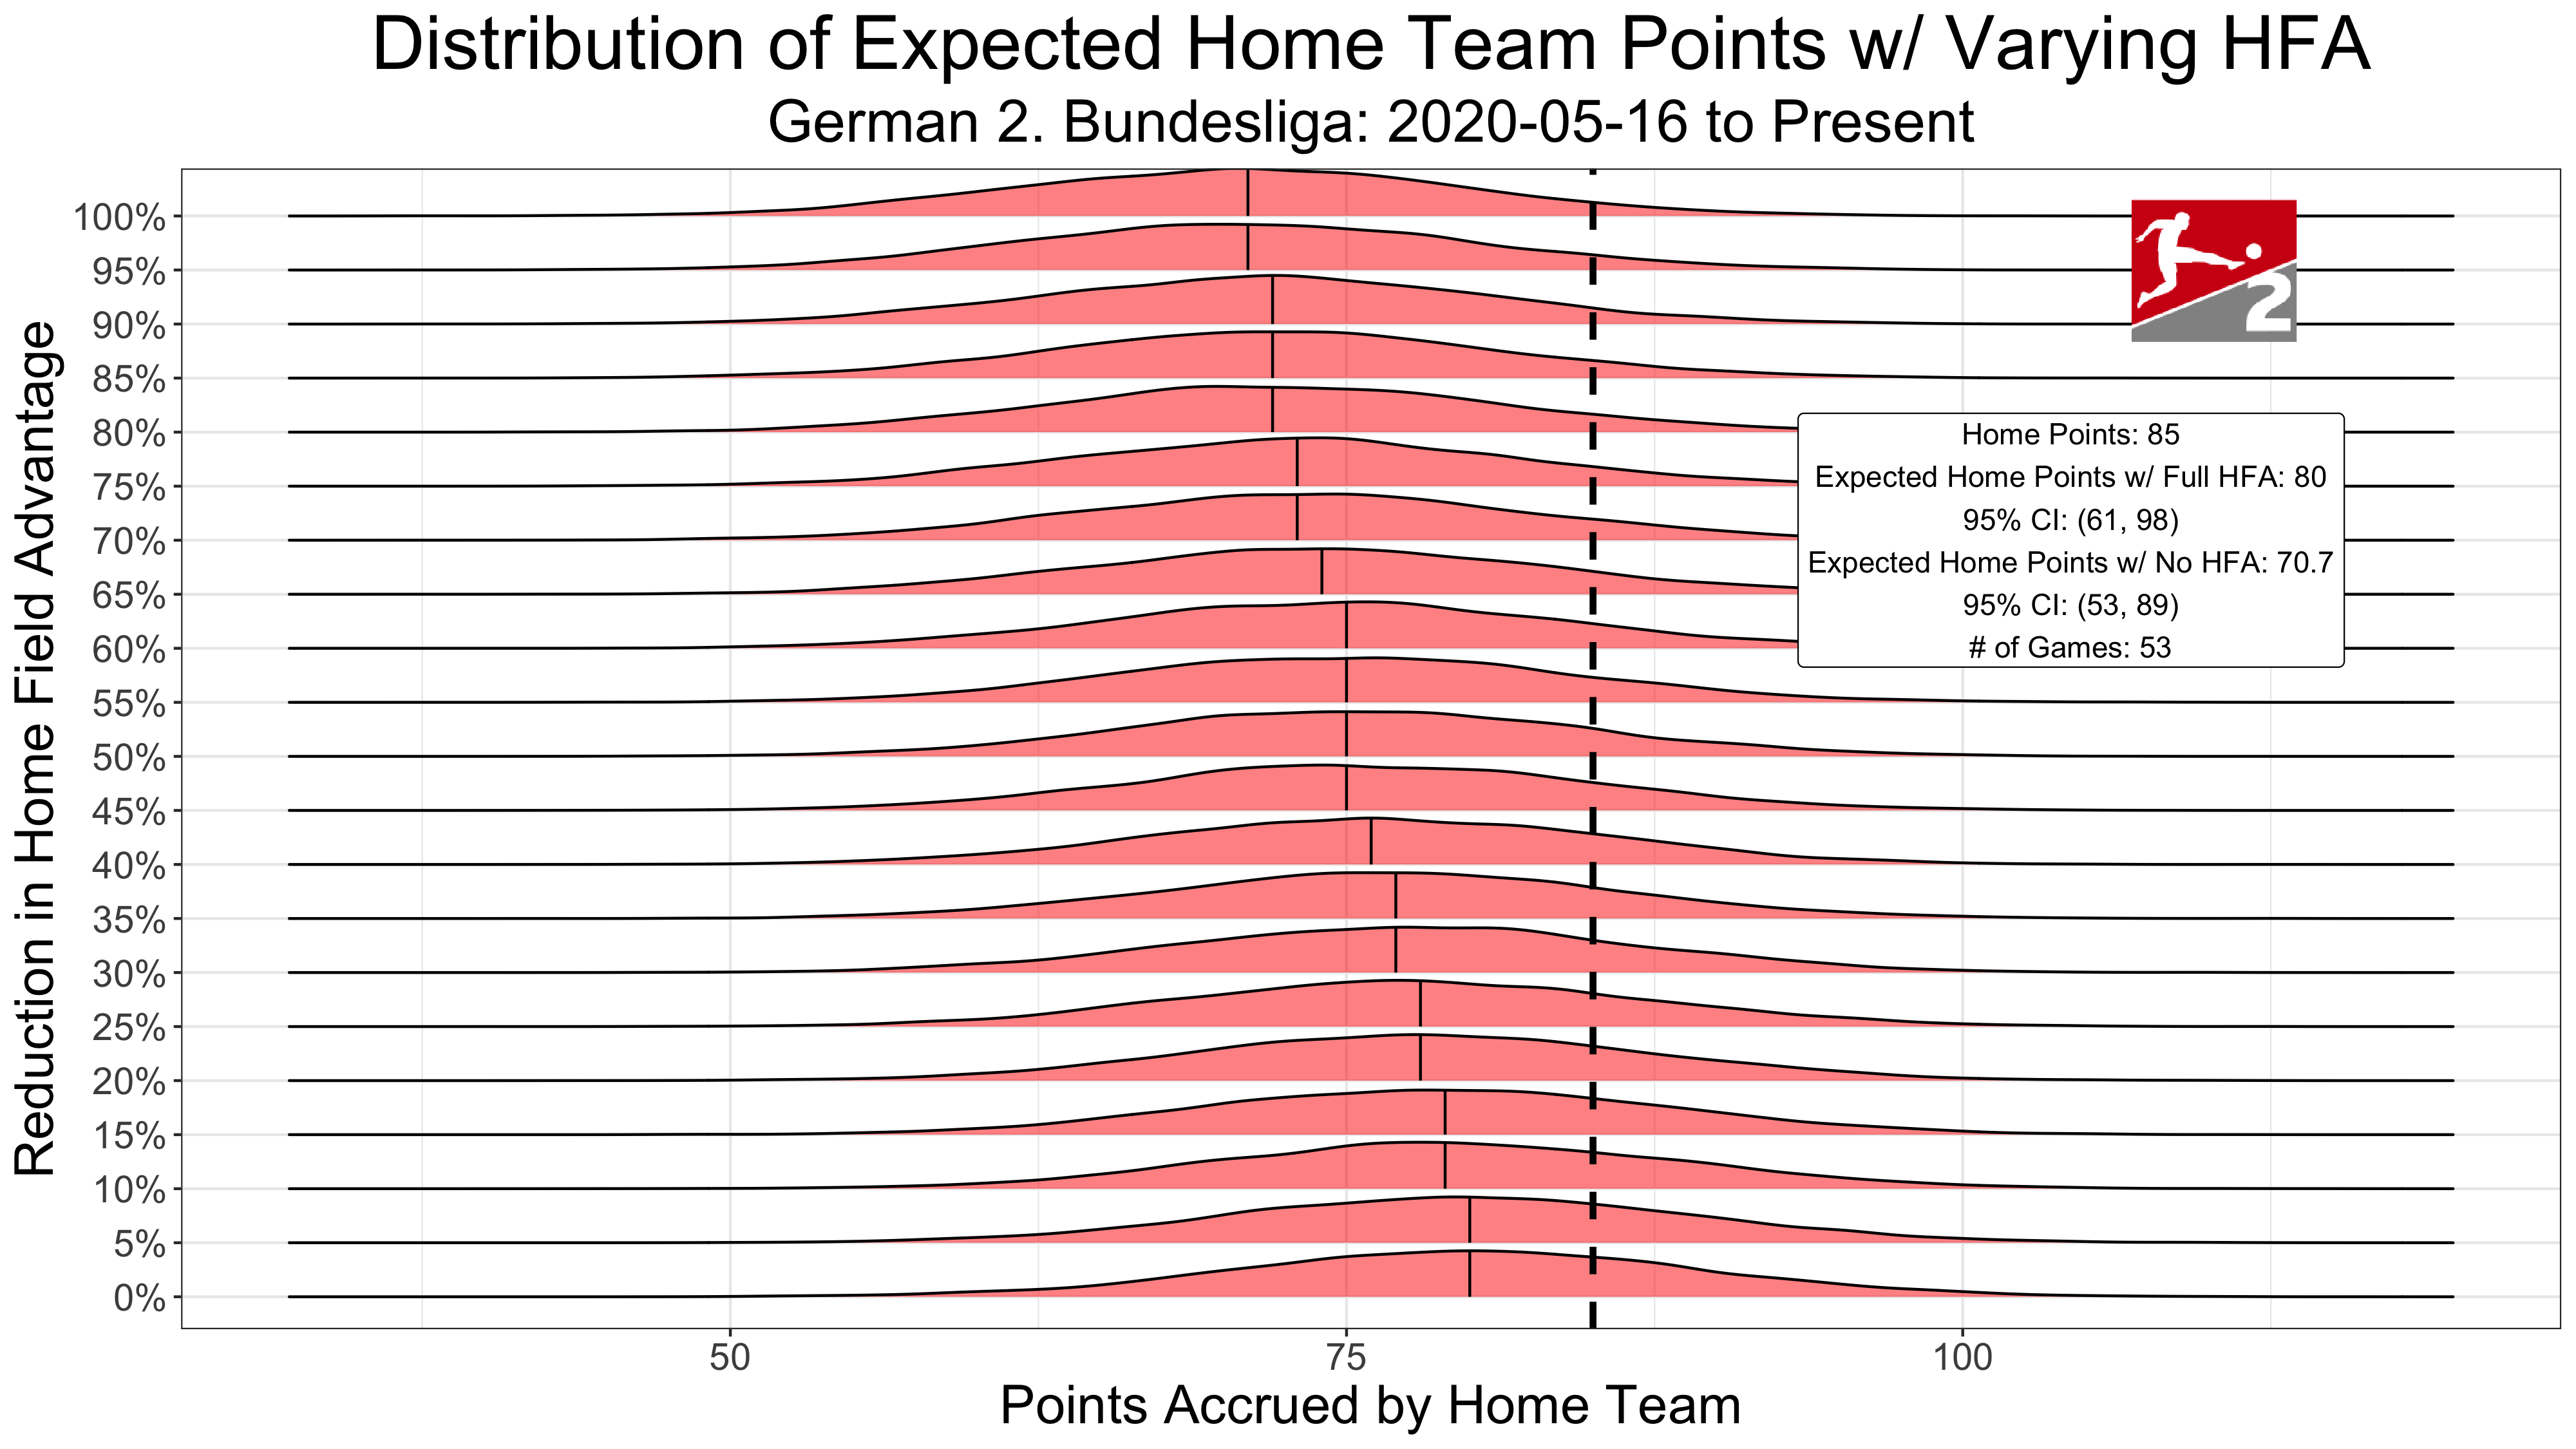 Distribution of Expected Home Team Points w/ Varying HFA
German 2. Bundesliga: 2020-05-16 to Present
Reduction in Home Field Advantage
100%
95%
90%
85%
80%
75%
70%
65%
60%
55%
50%
45%
40%
35%
30%
25%
20%
15%
10%
5%
0%
2
Home Points: 85
Expected Home Points w/ Full HFA: 80
95% CI: (61, 98)
Expected Home Points w/ No HFA: 70.7
95% CI: (53, 89)
# of Games: 53
50 75 100
Points Accrued by Home Team